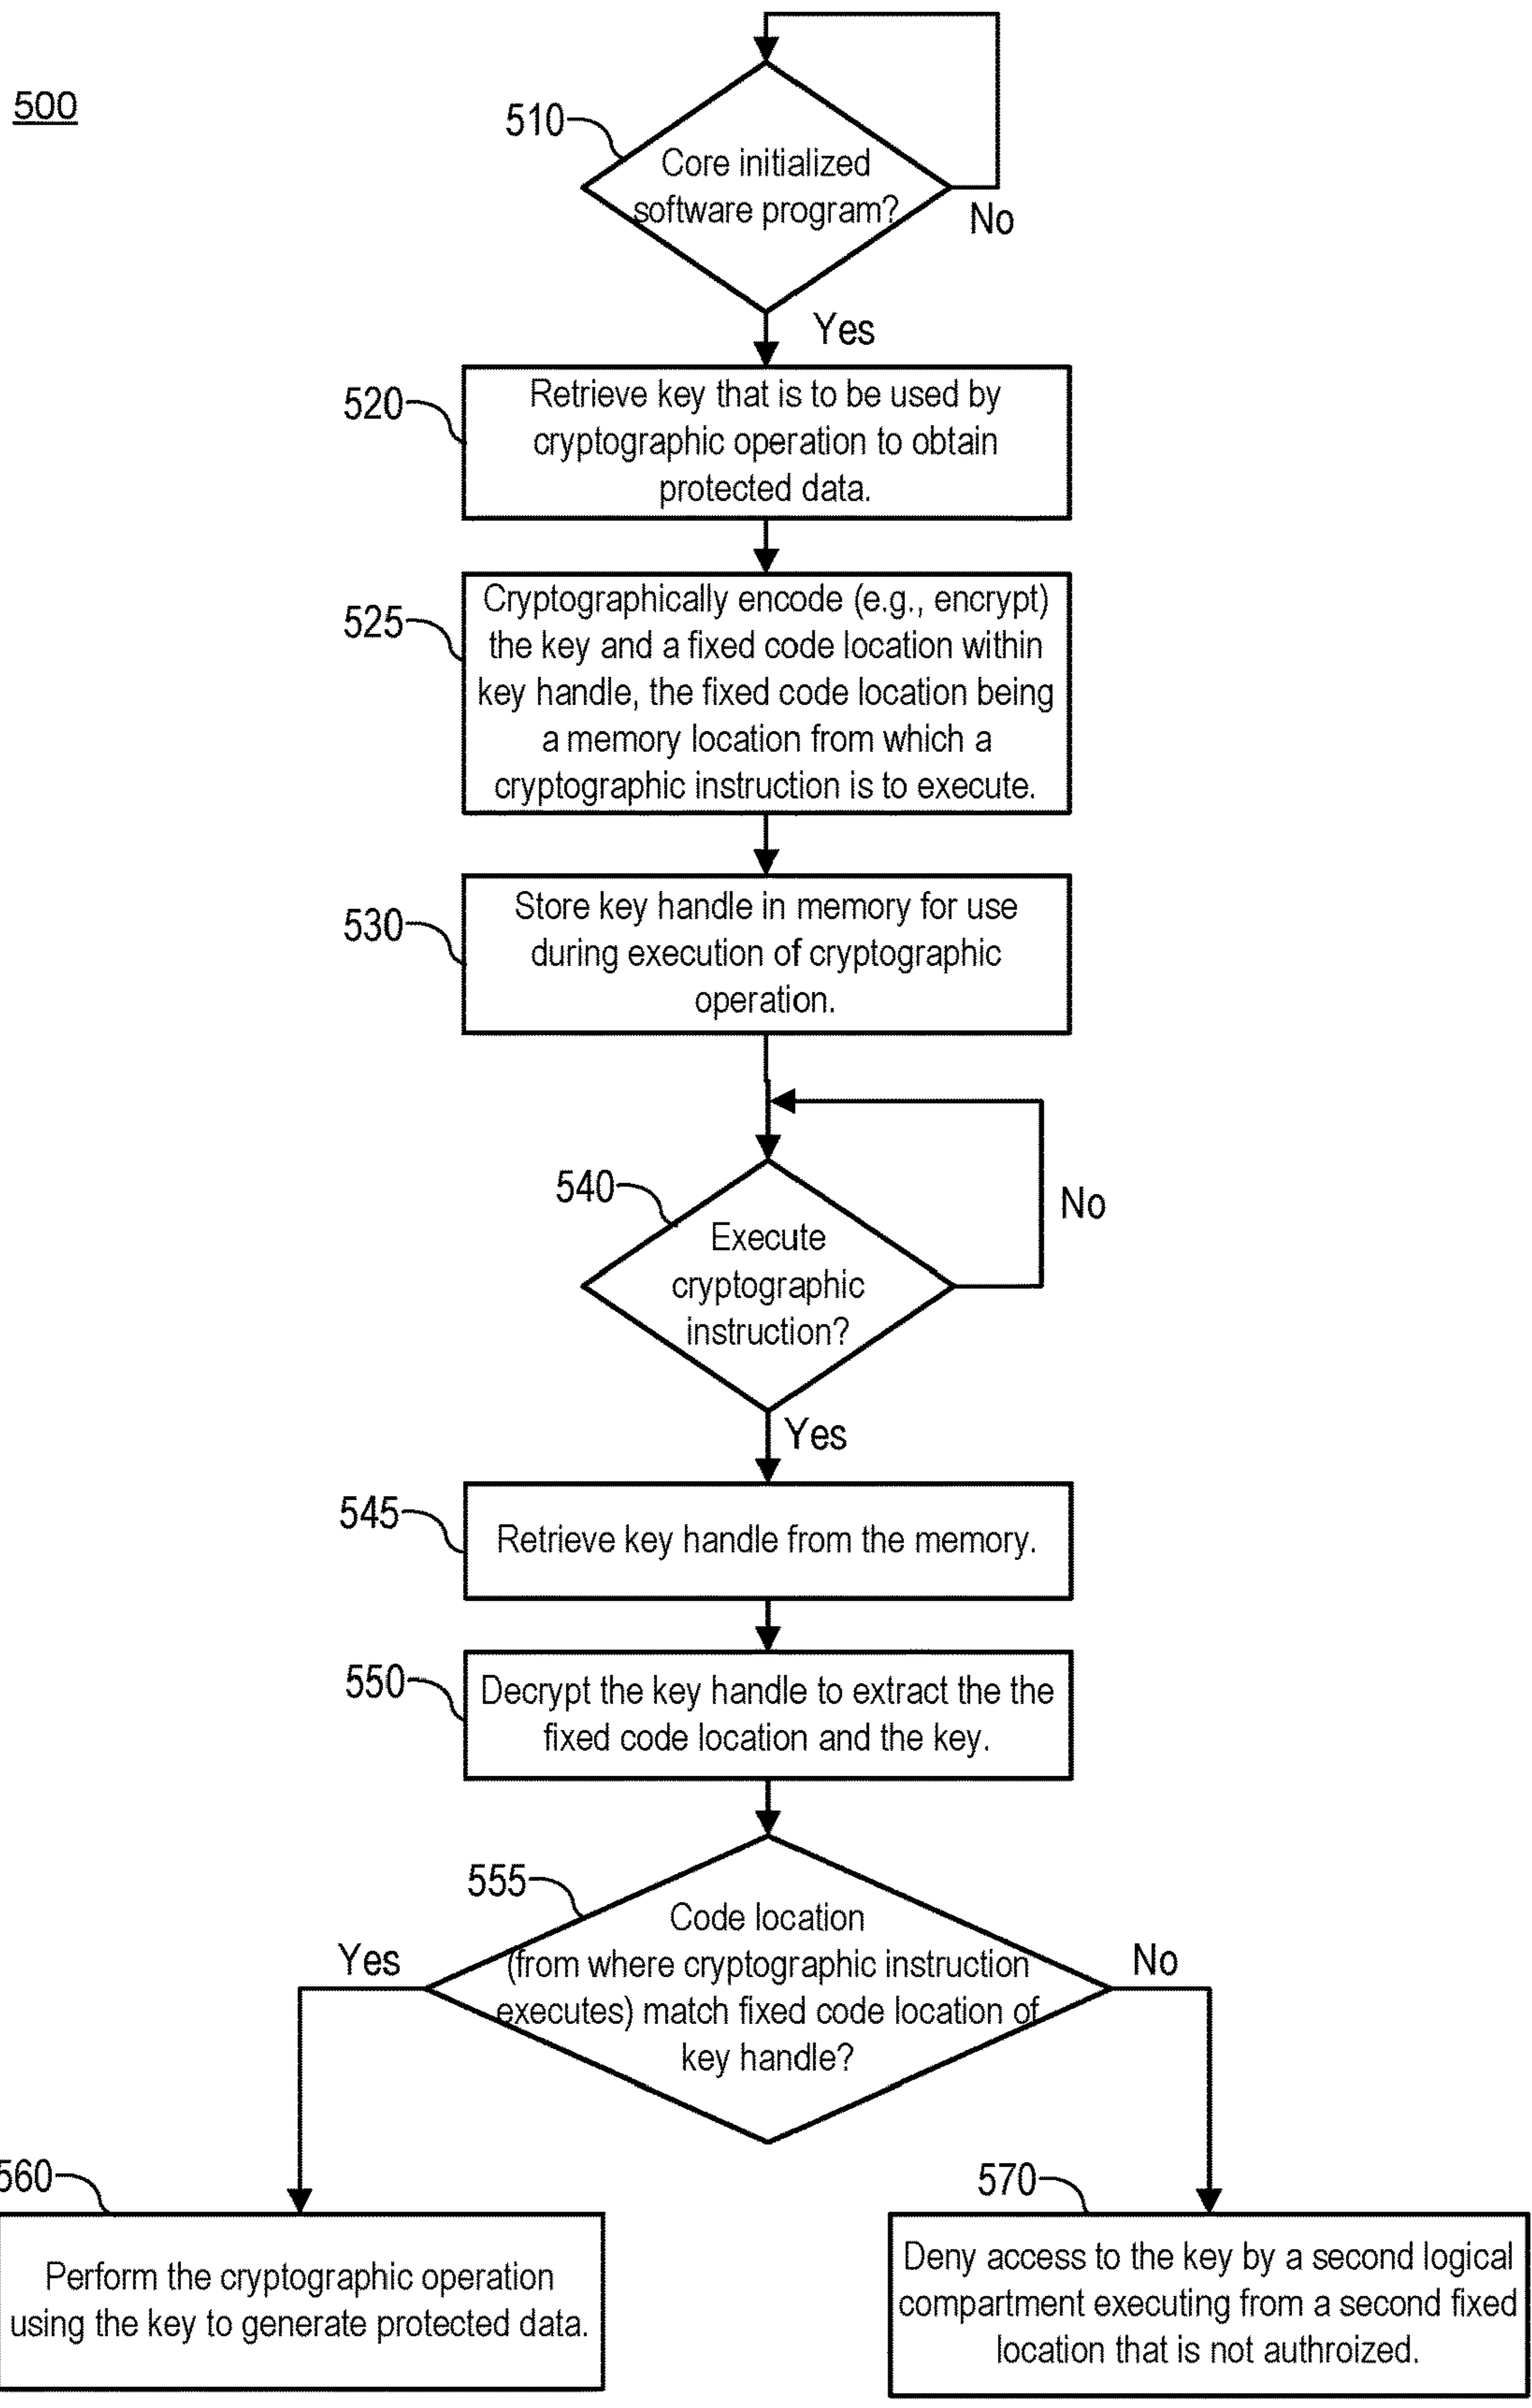 500
510
Core initialized
software program?
No
Yes
520
Retrieve key that is to be used by
cryptographic operation to obtain
protected data.
525
Cryptographically encode (e.g., encrypt)
the key and a fixed code location within
key handle, the fixed code location being
a memory location from which a
cryptographic instruction is to execute.
530
Store key handle in memory for use
during execution of cryptographic
operation.
540
Execute
cryptographic
instruction?
No
Yes
545
Retrieve key handle from the memory.
550
Decrypt the key handle to extract the the
fixed code location and the key.
555
Code location
(from where cryptographic instruction
executes) match fixed code location of
key handle?
Yes
No
560
Perform the cryptographic operation
using the key to generate protected data.
570
Deny access to the key by a second logical
compartment executing from a second fixed
location that is not authroized.